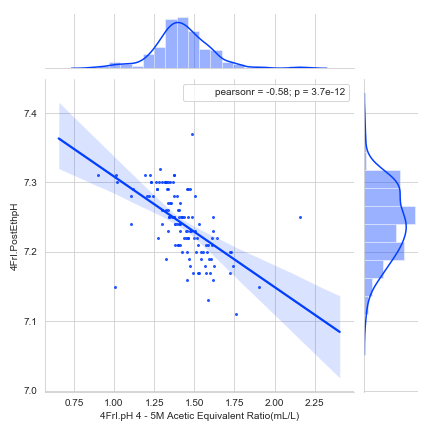 pearsonr = -0.58; p = 3.7e-12
7.4
7.3
7.2
7.1
7.0
4Frl.PostEthpH
0.75 1.00 1.25 1.50 1.75 2.00 2.25
4Frl.pH 4 - 5M Acetic Equivalent Ratio(mL/L)